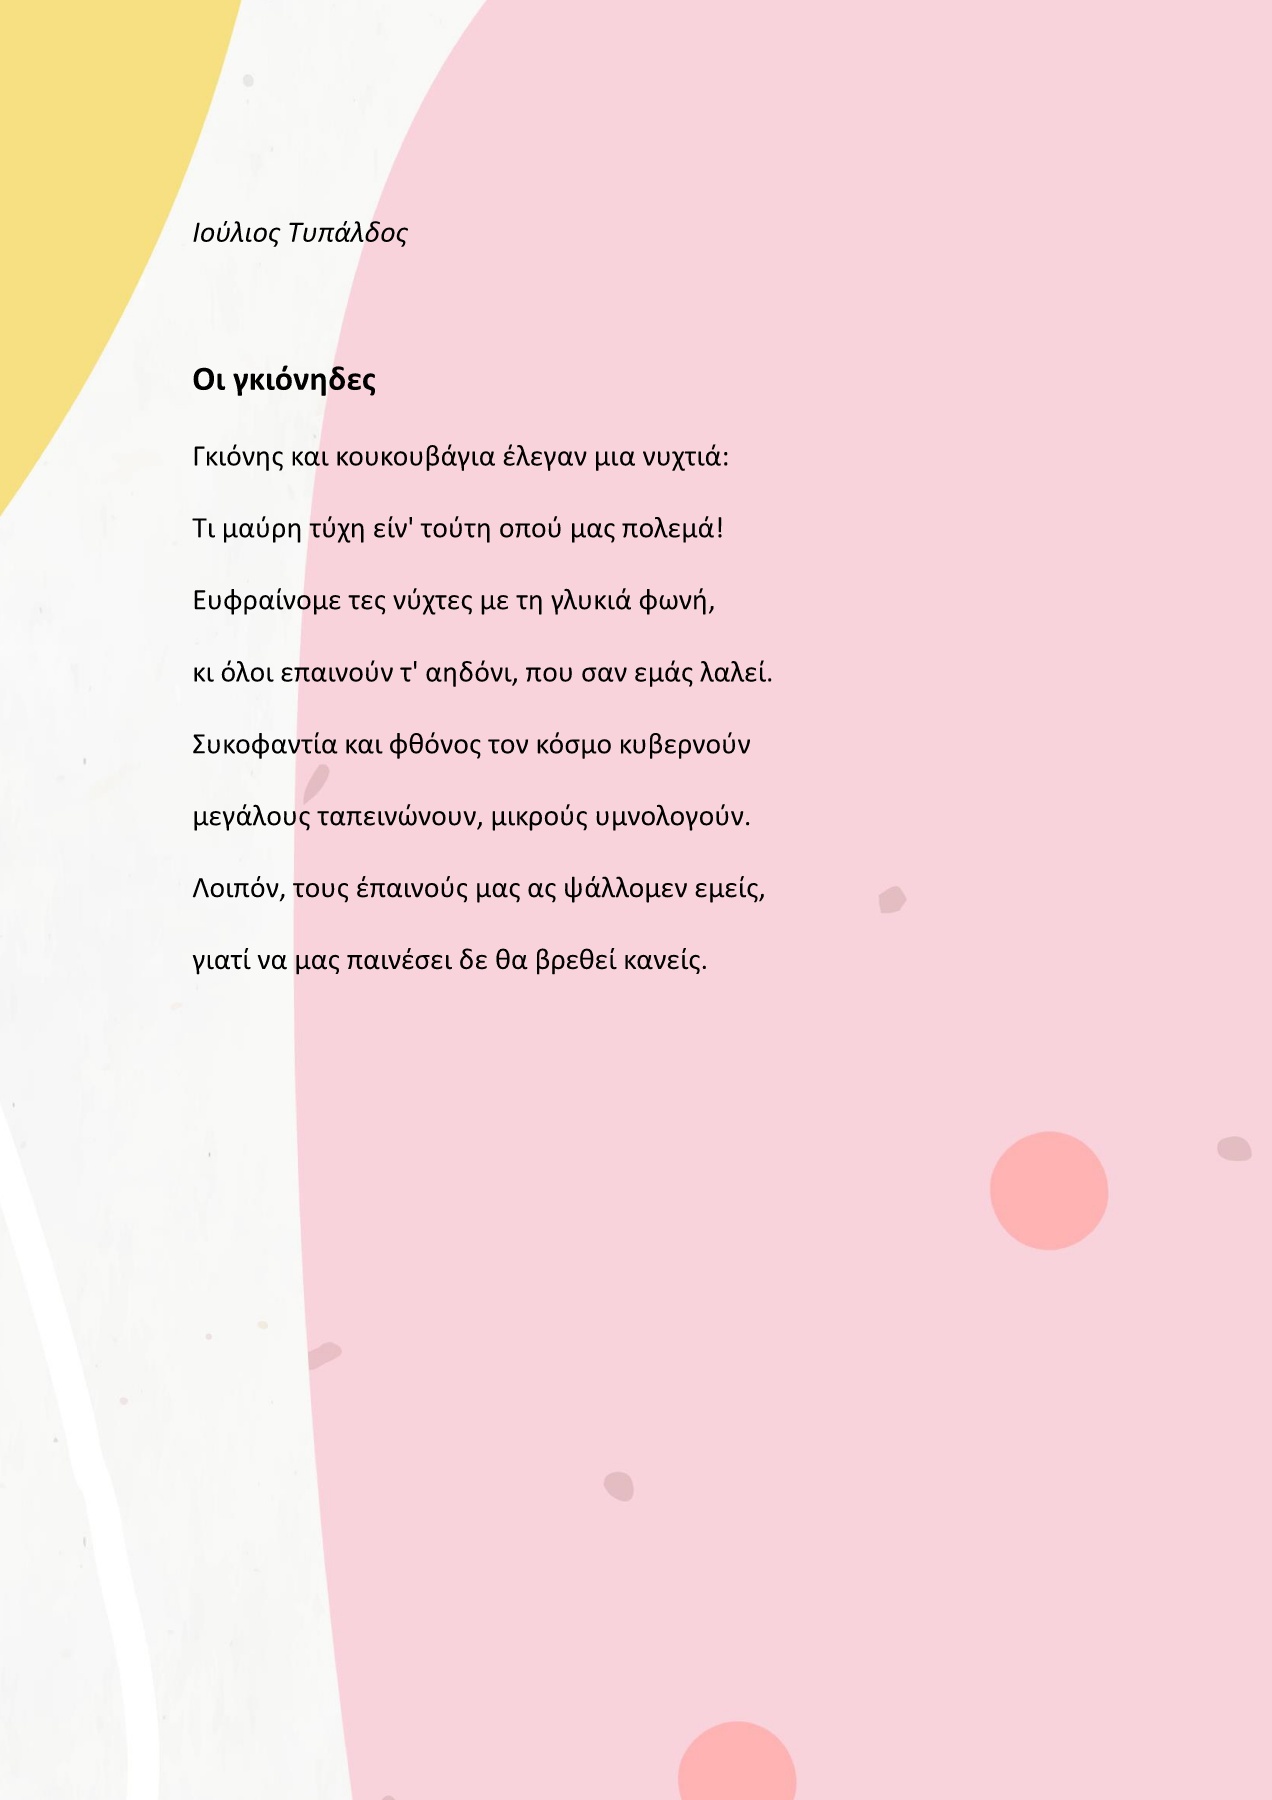 Ιούλιος Τυπάλδος
Οι γκιόνηδες
Γκιόνης και κουκουβάγια έλεγαν μια νυχτιά:
Τι μαύρη τύχη είν' τούτη οπού μας πολεμά!
Ευφραίνομε τες νύχτες με τη γλυκιά φωνή,
κι όλοι επαινούν τ' αηδόνι, που σαν εμάς λαλεί.
Συκοφαντία και φθόνος τον κόσμο κυβερνούν
μεγάλους ταπεινώνουν, μικρούς υμνολογούν.
Λοιπόν, τους έπαινούς μας ας ψάλλομεν εμείς,
γιατί να μας παινέσει δε θα βρεθεί κανείς.